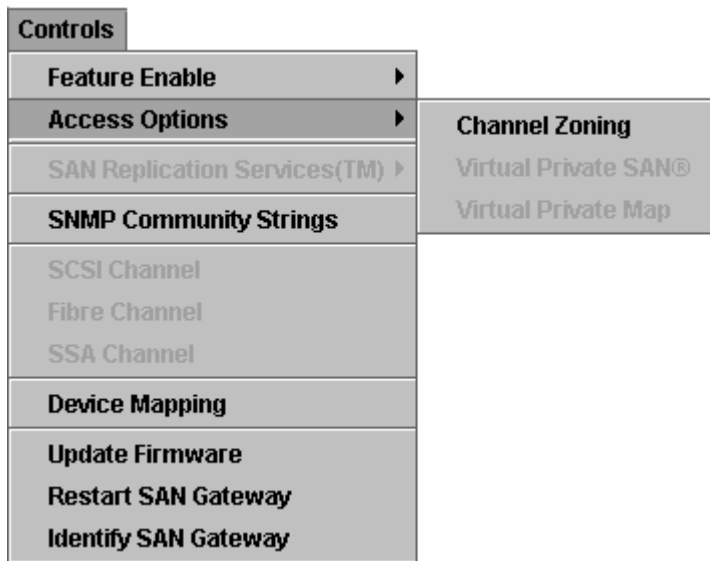 Controls
Feature Enable
Access Options
Channel Zoning
Virtual Private SAN®
Virtual Private Map
SAN Replication Services(TM)
SNMP Community Strings
SCSI Channel
Fibre Channel
SSA Channel
Device Mapping
Update Firmware
Restart SAN Gateway
Identify SAN Gateway